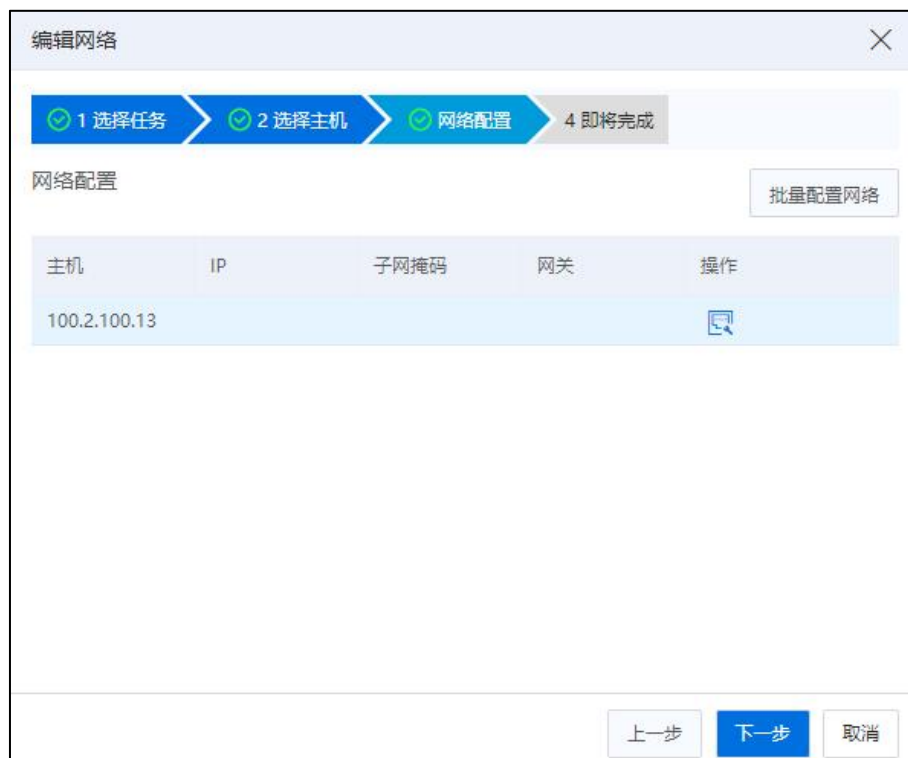 编辑网络
1 选择任务 2 选择主机 网络配置 4 即将完成
网络配置
批量配置网络
主机 IP 子网掩码 网关 操作
100.2.100.13
上一步 下一步 取消